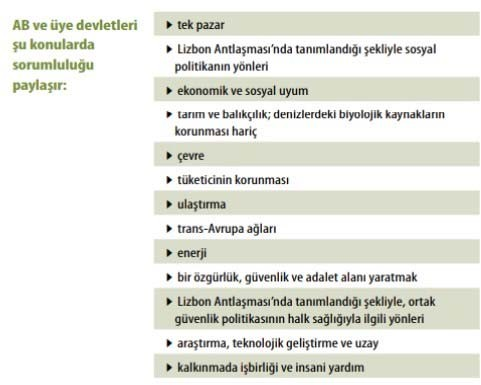 AB ve üye devletleri
şu konularda
sorumluluğu
paylaşır:
▶ tek pazar
▶ Lizbon Antlaşması’nda tanımlandığı şekliyle sosyal
politikanın yönleri
▶ ekonomik ve sosyal uyum
▶ tarım ve balıkçılık; denizlerdeki biyolojik kaynakların
korunması hariç
▶ çevre
▶ tüketicinin korunması
▶ ulaştırma
▶ trans-Avrupa ağları
▶ enerji
▶ bir özgürlük, güvenlik ve adalet alanı yaratmak
▶ Lizbon Antlaşması’nda tanımlandığı şekliyle, ortak
güvenlik politikasının halk sağlığıyla ilgili yönleri
▶ araştırma, teknolojik geliştirme ve uzay
▶ kalkınmada işbirliği ve insani yardım